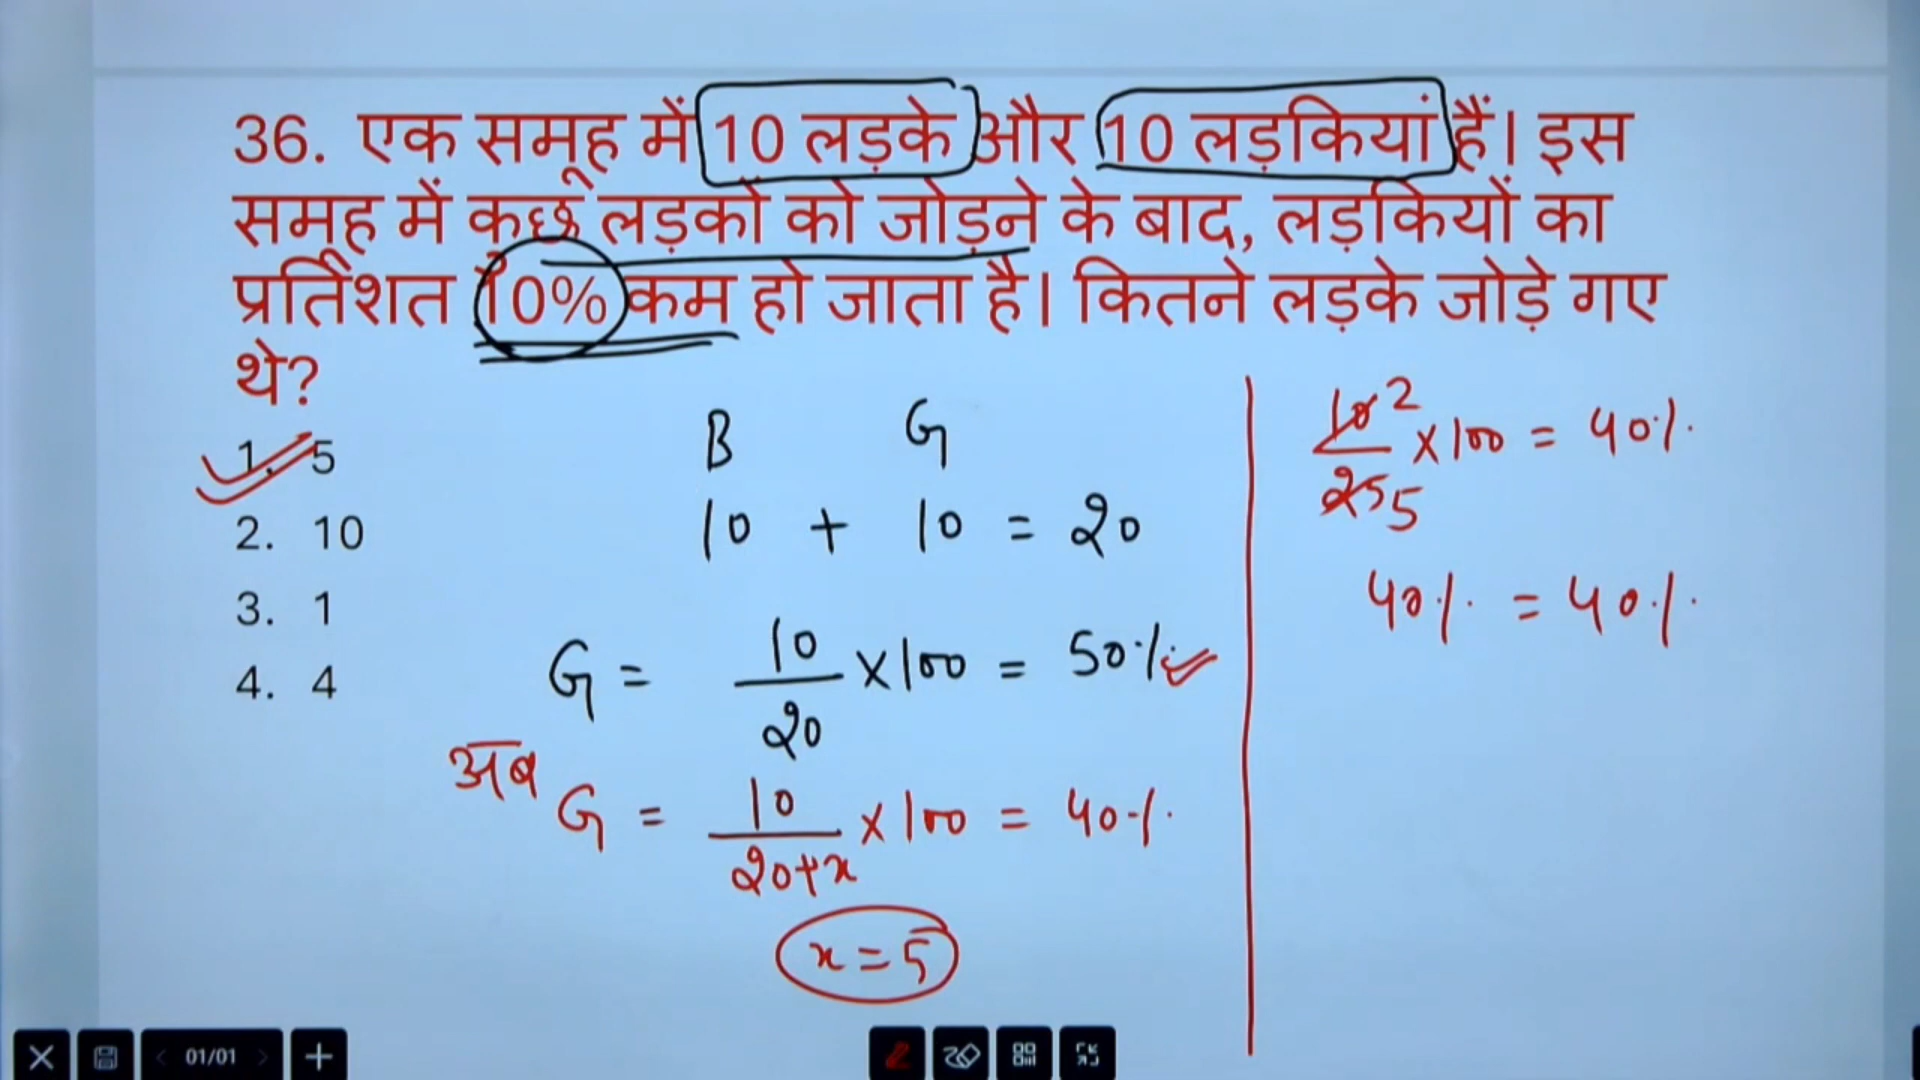 36. एक समूह में 10 लड़के और 10 लड़कियां हैं। इस
समूह में कुछ लड़कों को जोड़ने के बाद, लड़कियों का
प्रतिशत 10% कम हो जाता है। कितने लड़के जोड़े गए
थे?
1. 5
2. 10
3. 1
4. 4
B G
10 + 10 = 20
G = 10/20 × 100 = 50%
अब G = 10/20+x × 100 = 40%
x = 5
10 2/25 5 × 100 = 40%
40% = 40%
01/01